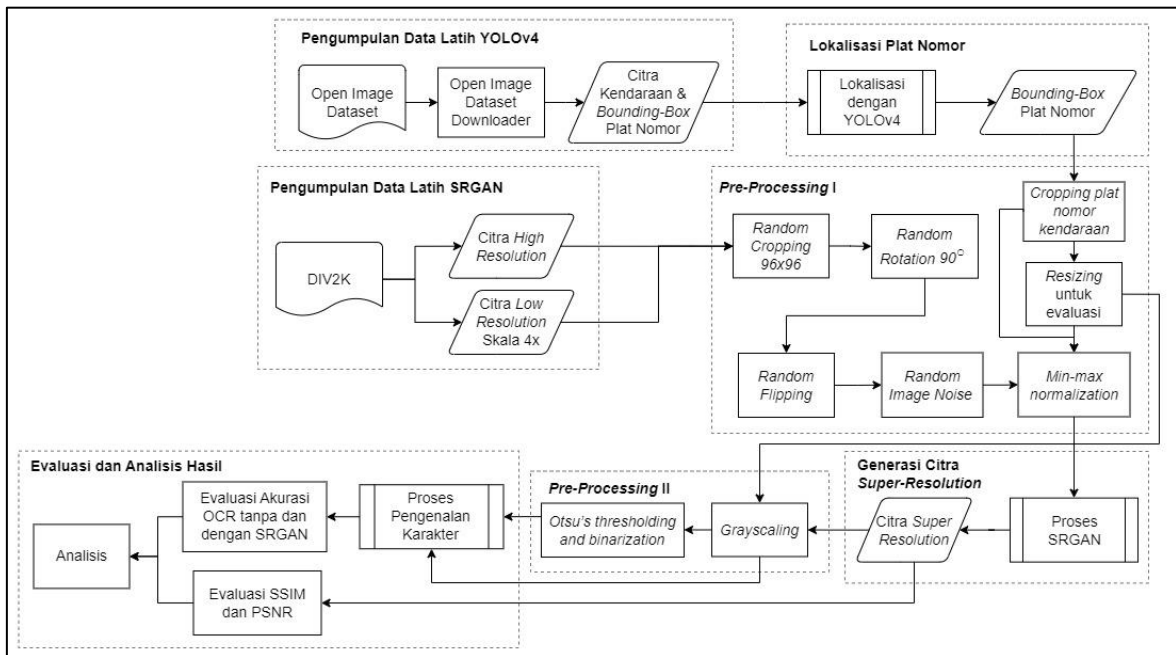 Pengumpulan Data Latih YOLOv4
Open Image
Dataset
Open Image
Dataset
Downloader
Citra
Kendaraan &
Bounding-Box
Plat Nomor
Lokalisasi Plat Nomor
Lokalisasi
dengan
YOLOv4
Bounding-Box
Plat Nomor
Pengumpulan Data Latih SRGAN
DIV2K
Citra High
Resolution
Citra Low
Resolution
Skala 4x
Pre-Processing I
Random
Cropping
96x96
Random
Rotation 90°
Cropping plat
nomor
kendaraan
Resizing
untuk
evaluasi
Random
Flipping
Random
Image Noise
Min-max
normalization
Evaluasi dan Analisis Hasil
Analisis
Evaluasi Akurasi
OCR tanpa dan
dengan SRGAN
Evaluasi SSIM
dan PSNR
Proses
Pengenalan
Karakter
Pre-Processing II
Otsu's thresholding
and binarization
Grayscaling
Generasi Citra
Super-Resolution
Citra Super
Resolution
Proses
SRGAN